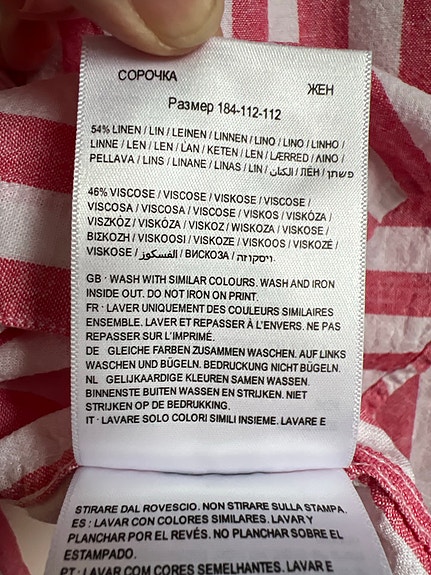 СОРОЧКА
ЖЕН
Размер 184-112-112
54% LINEN / LIN / LEINEN / LINNEN / LINO / LINO / LINHO /
LINNE / LEN / LEN / ĽAN / KETEN / LEN / LÆRRED / ΛΙΝΟ /
PELLAVA / LINS / LINANE / LINAS / LIN / الكتان / ЛЕН / פשתן
46% VISCOSE / VISCOSE / VISKOSE / VISCOSE /
VISCOSA / VISCOSA / VISCOSE / VISKOS / VISKÓZA /
VISZKÓZ / VISKÓZA / VISKOZ / WISKOZA / VISKOSE /
ΒΙΣΚΟΖΗ / VISKOOSI / VISKOZE / VISKOOS / VISKOZĖ /
VISKOSE / الفسكوز / ВИСКОЗА / ויסקוזה.
GB · WASH WITH SIMILAR COLOURS. WASH AND IRON
INSIDE OUT. DO NOT IRON ON PRINT.
FR · LAVER UNIQUEMENT DES COULEURS SIMILAIRES
ENSEMBLE. LAVER ET REPASSER À L'ENVERS. NE PAS
REPASSER SUR L'IMPRIMÉ.
DE GLEICHE FARBEN ZUSAMMEN WASCHEN. AUF LINKS
WASCHEN UND BÜGELN. BEDRUCKUNG NICHT BÜGELN.
NL GELIJKAARDIGE KLEUREN SAMEN WASSEN.
BINNENSTE BUITEN WASSEN EN STRIJKEN. NIET
STRIJKEN OP DE BEDRUKKING.
IT · LAVARE SOLO COLORI SIMILI INSIEME. LAVARE E
STIRARE DAL ROVESCIO. NON STIRARE SULLA STAMPA.
ES : LAVAR CON COLORES SIMILARES. LAVAR Y
PLANCHAR POR EL REVÉS. NO PLANCHAR SOBRE EL
ESTAMPADO.
PT : LAVAR COM CORES SEMELHANTES. LAVAR E